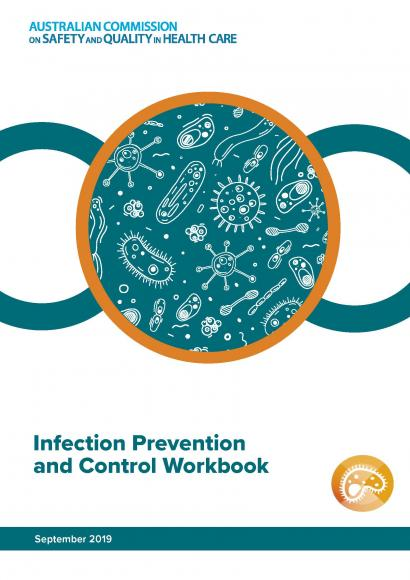 AUSTRALIAN COMMISSION
ON SAFETY AND QUALITY IN HEALTH CARE
Infection Prevention
and Control Workbook
September 2019